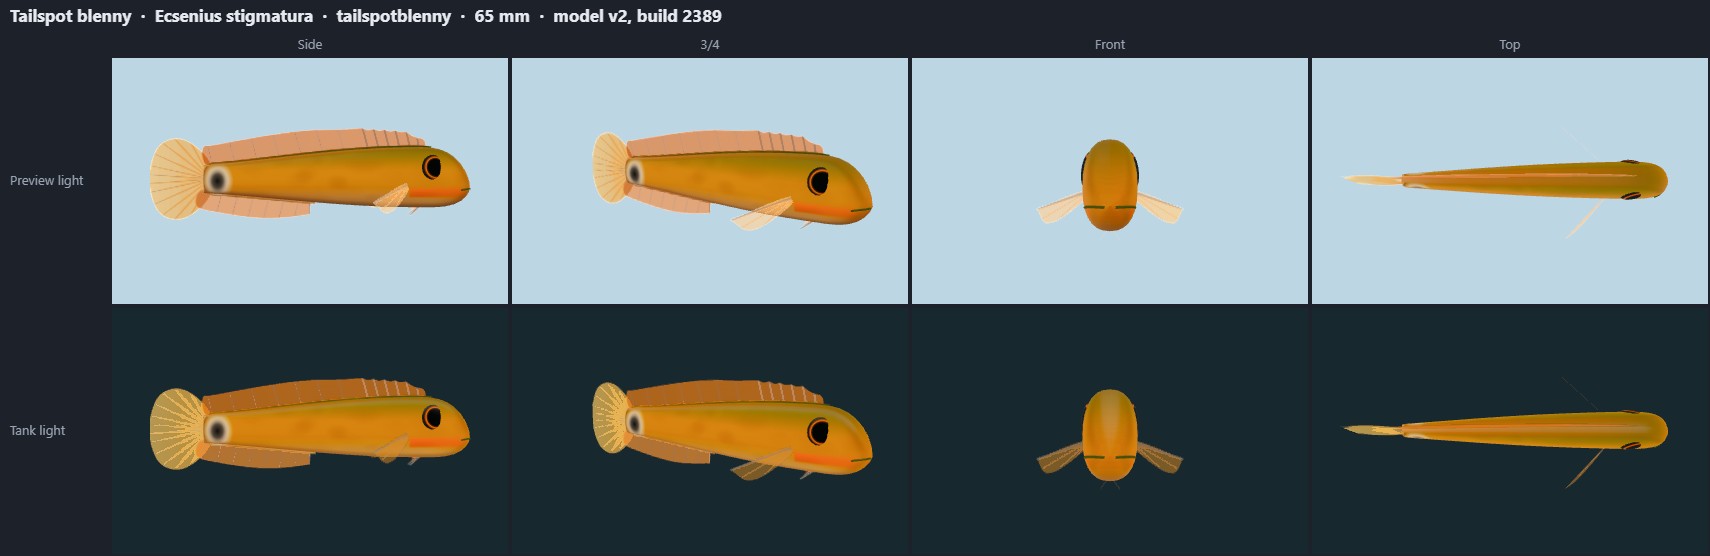 Tailspot blenny · Ecsenius stigmatura · tailspotblenny · 65 mm · model v2, build 2389
Side 3/4 Front Top
Preview light
Tank light